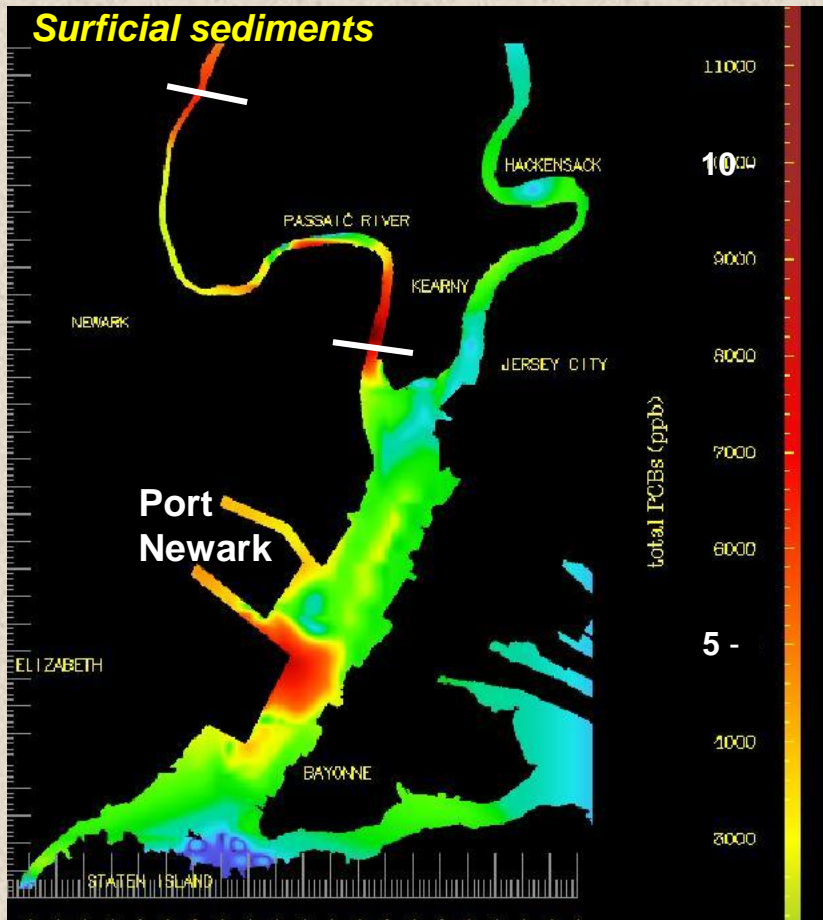 Surficial sediments
11000
HACKENSACK
10 -
PASSAIC RIVER
9000
KEARNY
NEWARK
8000
JERSEY CITY
total PCBs (ppb)
7000
Port
Newark
6000
5 -
ELIZABETH
4000
BAYONNE
3000
STATEN ISLAND